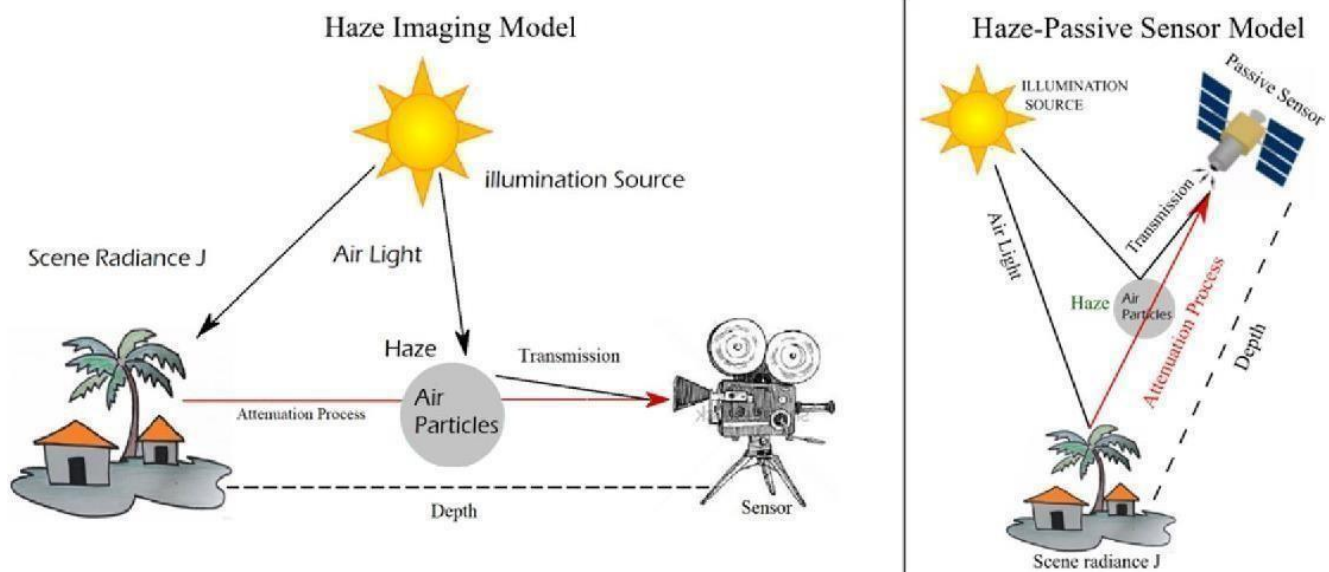 Haze Imaging Model
illumination Source
Scene Radiance J
Air Light
Haze
Transmission
Air
Particles
Attenuation Process
Depth
Sensor
Haze-Passive Sensor Model
ILLUMINATION
SOURCE
Passive Sensor
Air Light
Transmission
Haze
Air
Particles
Attenuation Process
Depth
Scene radiance J